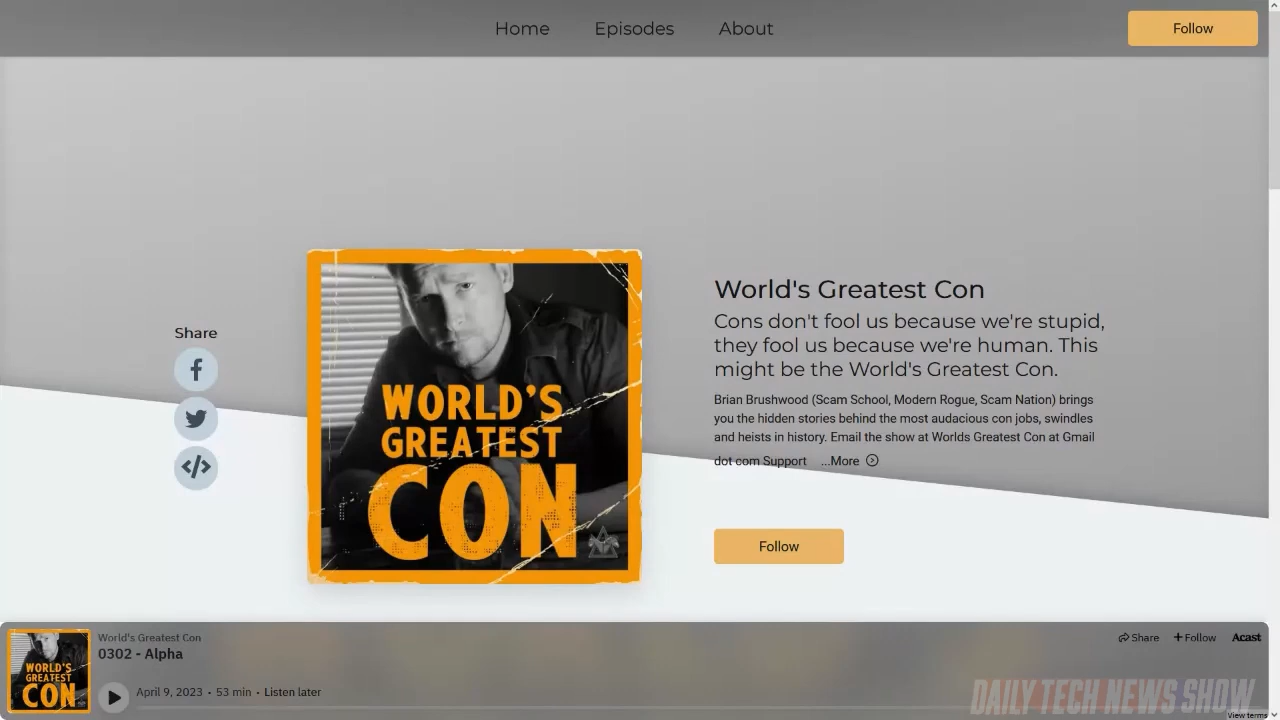 Home
Episodes
About
Follow
Share
WORLD'S
GREATEST
CON
World's Greatest Con
Cons don't fool us because we're stupid,
they fool us because we're human. This
might be the World's Greatest Con.
Brian Brushwood (Scam School, Modern Rogue, Scam Nation) brings
you the hidden stories behind the most audacious con jobs, swindles
and heists in history. Email the show at Worlds Greatest Con at Gmail
dot com Support ...More
Follow
WORLD'S
GREATEST
CON
World's Greatest Con
0302 - Alpha
April 9, 2023 • 53 min • Listen later
Share
+Follow
Acast
DAILY TECH NEWS SHOW
View terms